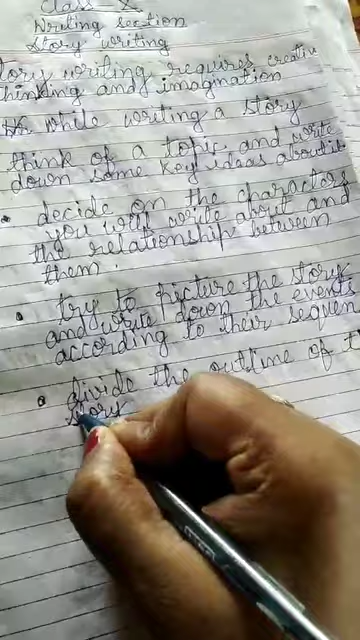 Class X
Writing section
Story writing
Story writing requires creative
thinking and imagination
while writing a story
think of a topic and write
down some key ideas about it
• decide on the characters
you will write about and
the relationship between
them.
• try to picture the story
and write down the events
according to their sequen
• divide the outline of t
story